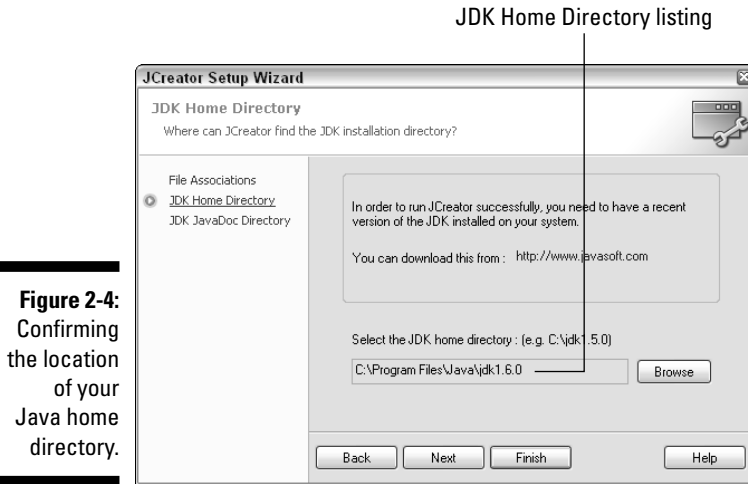 JDK Home Directory listing
JCreator Setup Wizard
JDK Home Directory
Where can JCreator find the JDK installation directory?
File Associations
JDK Home Directory
JDK JavaDoc Directory
In order to run JCreator successfully, you need to have a recent
version of the JDK installed on your system.
You can download this from : http://www.javasoft.com
Select the JDK home directory : (e.g. C:\jdk1.5.0)
C:\Program Files\Java\jdk1.6.0
Browse
Back
Next
Finish
Help
Figure 2-4:
Confirming
the location
of your
Java home
directory.